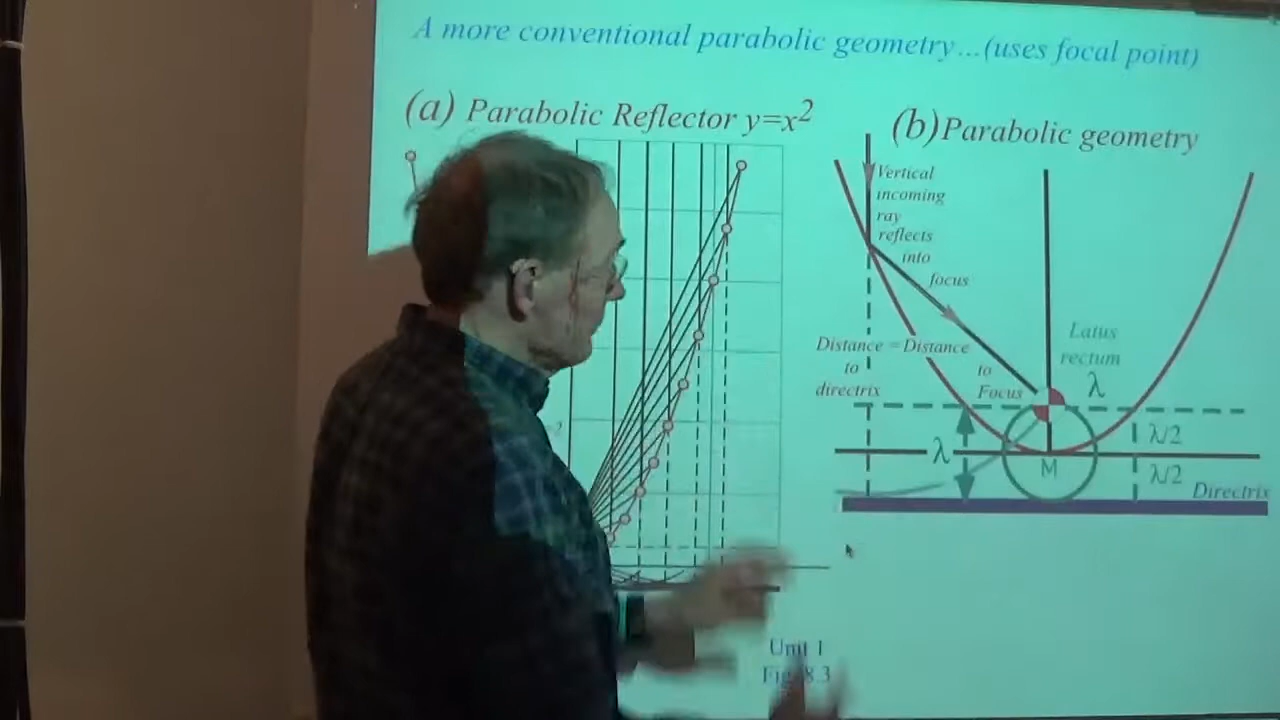 A more conventional parabolic geometry…(uses focal point)
(a) Parabolic Reflector y=x²
(b)Parabolic geometry
Vertical
incoming
ray
reflects
into
focus
Distance = Distance
to
directrix
to
Focus
Latus
rectum
λ
λ
λ/2
λ/2
M
Directrix
Unit 1